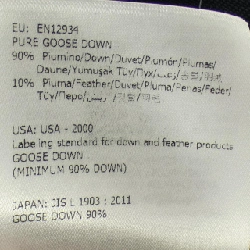 EU: EN12934
PURE GOOSE DOWN
90% Piumino/Down/Duvet/Plumón/Plumas/
Daune/Yumuşak Tüy/Пух/
10% Piuma/Feather/Duvet/Pluma/Penas/Feder/
Tüy/Перо/
USA: USA - 2000
Labeling standard for down and feather products
GOOSE DOWN
(MINIMUM 90% DOWN)
JAPAN: JIS L 1903 : 2011
GOOSE DOWN 90%